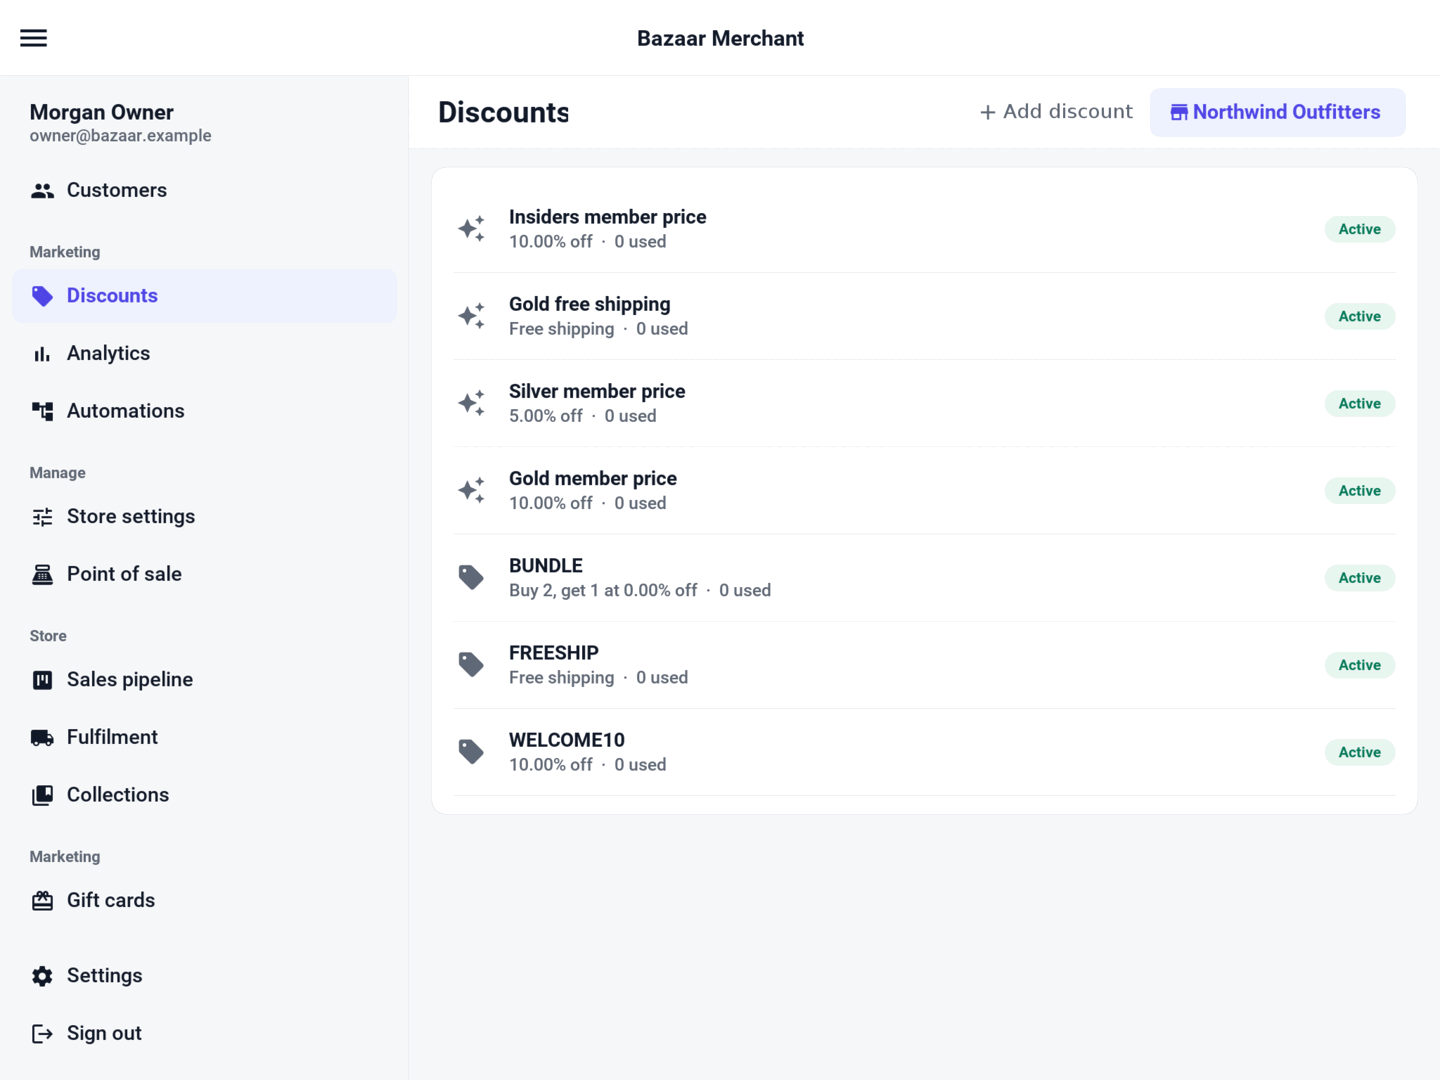 Bazaar Merchant
Morgan Owner
owner@bazaar.example
Customers
Marketing
Discounts
Analytics
Automations
Manage
Store settings
Point of sale
Store
Sales pipeline
Fulfilment
Collections
Marketing
Gift cards
Settings
Sign out
Discounts
+ Add discount
Northwind Outfitters
Insiders member price
10.00% off · 0 used
Active
Gold free shipping
Free shipping · 0 used
Active
Silver member price
5.00% off · 0 used
Active
Gold member price
10.00% off · 0 used
Active
BUNDLE
Buy 2, get 1 at 0.00% off · 0 used
Active
FREESHIP
Free shipping · 0 used
Active
WELCOME10
10.00% off · 0 used
Active